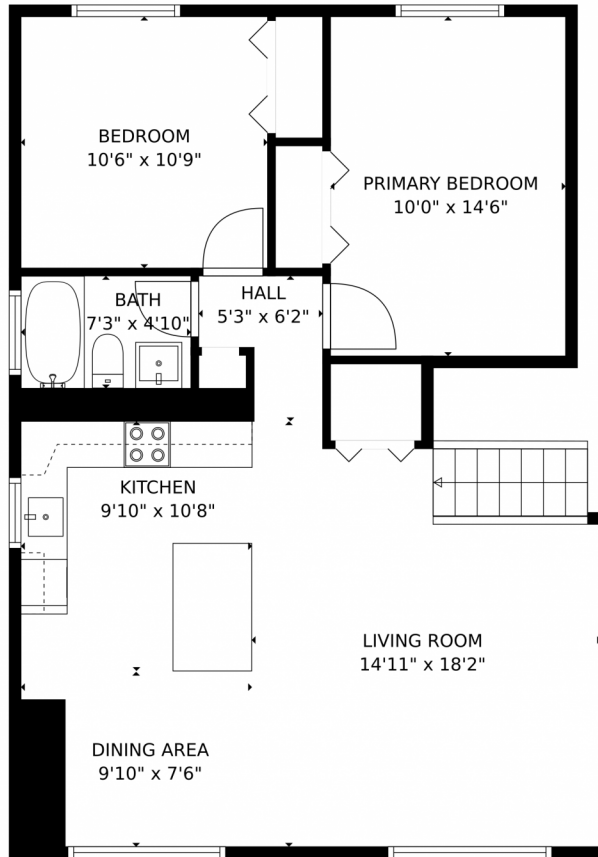 BEDROOM
10'6" x 10'9"
PRIMARY BEDROOM
10'0" x 14'6"
BATH
7'3" x 4'10"
HALL
5'3" x 6'2"
KITCHEN
9'10" x 10'8"
LIVING ROOM
14'11" x 18'2"
DINING AREA
9'10" x 7'6"